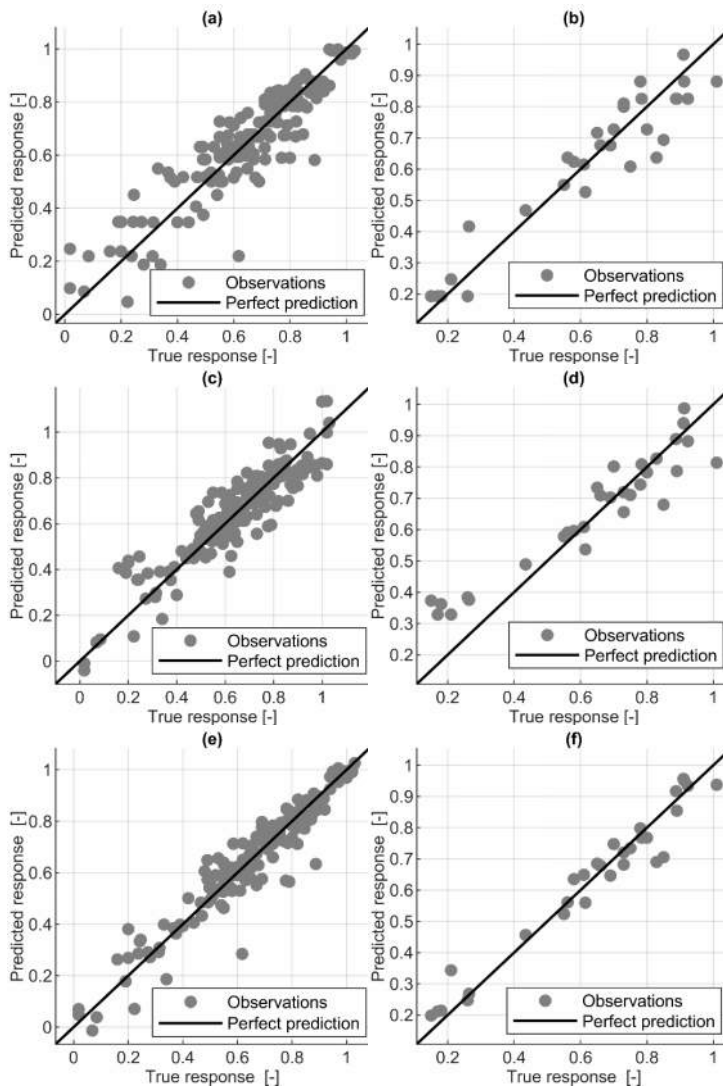 (a)
Predicted response [-]
1
0.8
0.6
0.4
0.2
0
Observations
Perfect prediction
0 0.2 0.4 0.6 0.8 1
True response [-]
(b)
Predicted response [-]
1
0.9
0.8
0.7
0.6
0.5
0.4
0.3
0.2
Observations
Perfect prediction
0.2 0.4 0.6 0.8 1
True response [-]
(c)
Predicted response [-]
1
0.8
0.6
0.4
0.2
0
Observations
Perfect prediction
0 0.2 0.4 0.6 0.8 1
True response [-]
(d)
Predicted response [-]
1
0.9
0.8
0.7
0.6
0.5
0.4
0.3
0.2
Observations
Perfect prediction
0.2 0.4 0.6 0.8 1
True response [-]
(e)
Predicted response [-]
1
0.8
0.6
0.4
0.2
0
Observations
Perfect prediction
0 0.2 0.4 0.6 0.8 1
True response [-]
(f)
Predicted response [-]
1
0.9
0.8
0.7
0.6
0.5
0.4
0.3
0.2
Observations
Perfect prediction
0.2 0.4 0.6 0.8 1
True response [-]